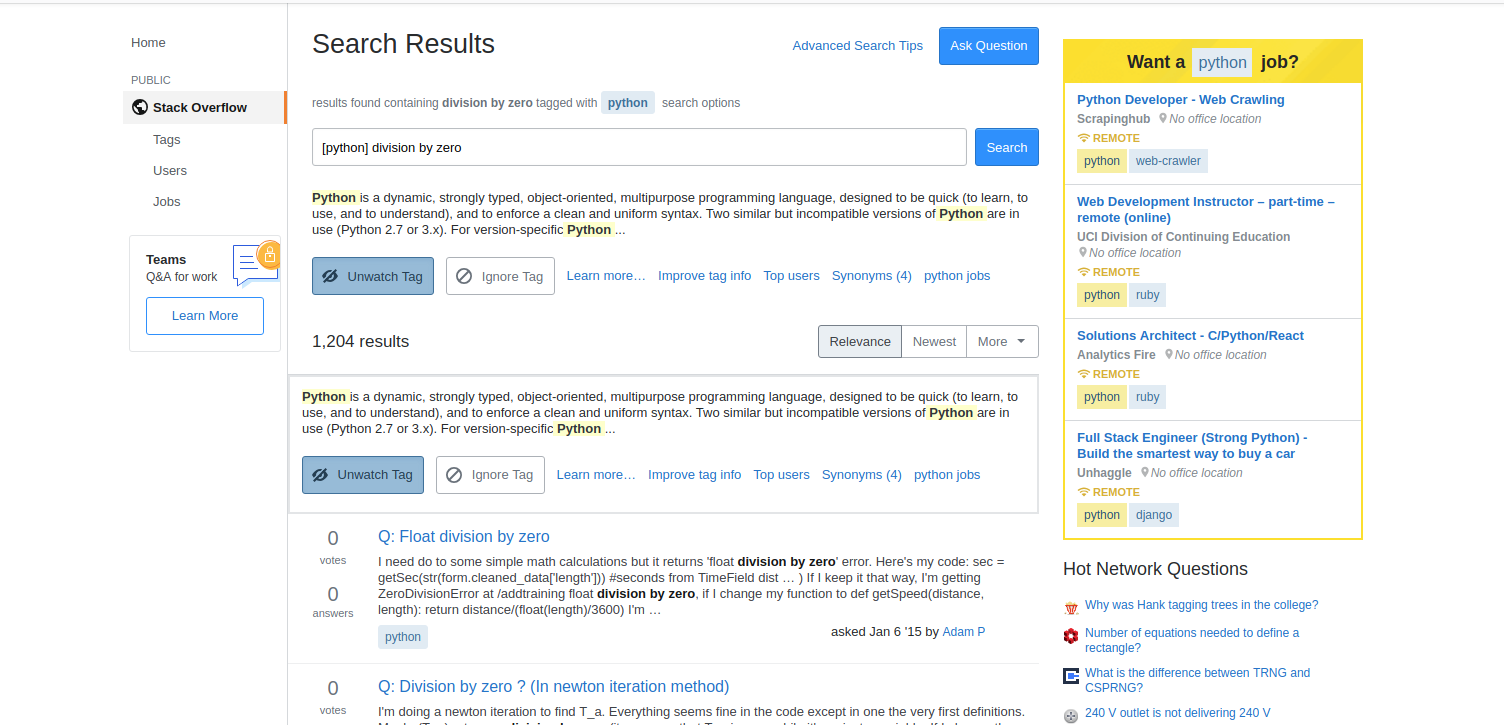 Home
PUBLIC
Stack Overflow
Tags
Users
Jobs
Teams
Q&A for work
Learn More
Search Results
Advanced Search Tips
Ask Question
results found containing division by zero tagged with python search options
[python] division by zero
Search
Python is a dynamic, strongly typed, object-oriented, multipurpose programming language, designed to be quick (to learn, to
use, and to understand), and to enforce a clean and uniform syntax. Two similar but incompatible versions of Python are in
use (Python 2.7 or 3.x). For version-specific Python ...
Unwatch Tag Ignore Tag Learn more… Improve tag info Top users Synonyms (4) python jobs
1,204 results
Relevance Newest More
Python is a dynamic, strongly typed, object-oriented, multipurpose programming language, designed to be quick (to learn, to
use, and to understand), and to enforce a clean and uniform syntax. Two similar but incompatible versions of Python are in
use (Python 2.7 or 3.x). For version-specific Python ...
Unwatch Tag Ignore Tag Learn more… Improve tag info Top users Synonyms (4) python jobs
0
votes
0
answers
Q: Float division by zero
I need do to some simple math calculations but it returns 'float division by zero' error. Here's my code: sec =
getSec(str(form.cleaned_data['length'])) #seconds from TimeField dist … ) If I keep it that way, I'm getting
ZeroDivisionError at /addtraining float division by zero, if I change my function to def getSpeed(distance,
length): return distance/(float(length)/3600) I'm …
python
asked Jan 6 '15 by Adam P
0
votes
Q: Division by zero ? (In newton iteration method)
I'm doing a newton iteration to find T_a. Everything seems fine in the code except in one the very first definitions.
Want a python job?
Python Developer - Web Crawling
Scrapinghub No office location
REMOTE
python web-crawler
Web Development Instructor – part-time –
remote (online)
UCI Division of Continuing Education
No office location
REMOTE
python ruby
Solutions Architect - C/Python/React
Analytics Fire No office location
REMOTE
python ruby
Full Stack Engineer (Strong Python) -
Build the smartest way to buy a car
Unhaggle No office location
REMOTE
python django
Hot Network Questions
Why was Hank tagging trees in the college?
Number of equations needed to define a
rectangle?
What is the difference between TRNG and
CSPRNG?
240 V outlet is not delivering 240 V